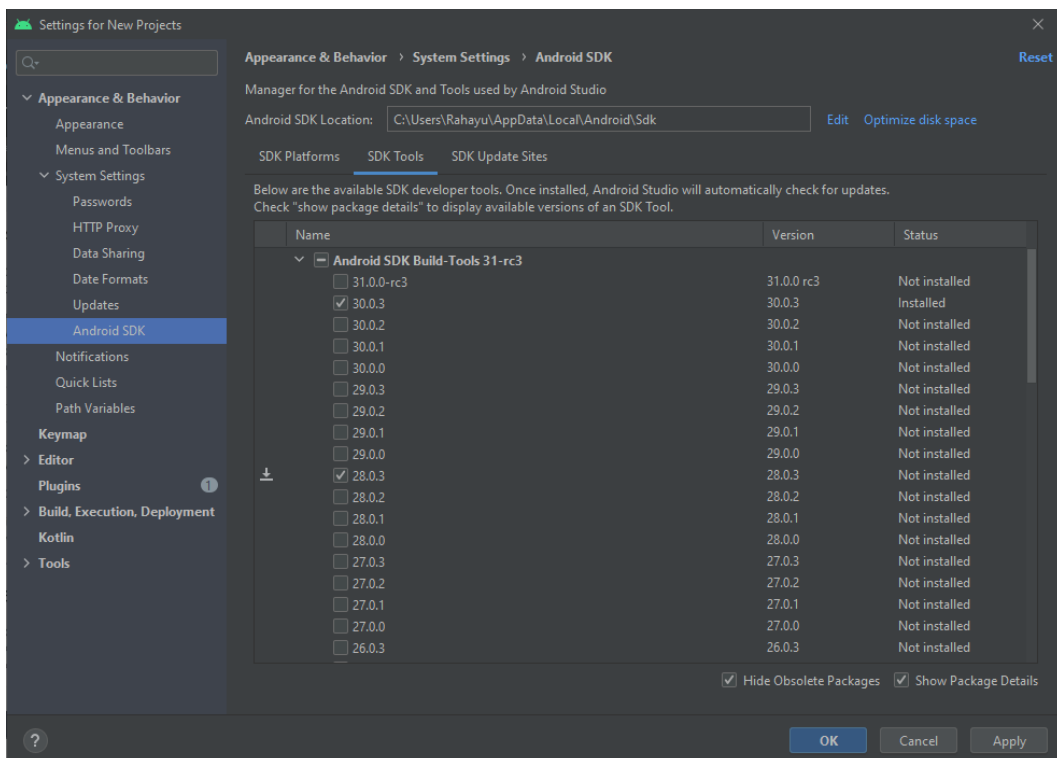 Settings for New Projects
Appearance & Behavior
Appearance
Menus and Toolbars
System Settings
Passwords
HTTP Proxy
Data Sharing
Date Formats
Updates
Android SDK
Notifications
Quick Lists
Path Variables
Keymap
Editor
Plugins 1
Build, Execution, Deployment
Kotlin
Tools
Appearance & Behavior › System Settings › Android SDK Reset
Manager for the Android SDK and Tools used by Android Studio
Android SDK Location: C:\Users\Rahayu\AppData\Local\Android\Sdk Edit Optimize disk space
SDK Platforms SDK Tools SDK Update Sites
Below are the available SDK developer tools. Once installed, Android Studio will automatically check for updates.
Check "show package details" to display available versions of an SDK Tool.
Name Version Status
Android SDK Build-Tools 31-rc3
31.0.0-rc3 31.0.0 rc3 Not installed
30.0.3 30.0.3 Installed
30.0.2 30.0.2 Not installed
30.0.1 30.0.1 Not installed
30.0.0 30.0.0 Not installed
29.0.3 29.0.3 Not installed
29.0.2 29.0.2 Not installed
29.0.1 29.0.1 Not installed
29.0.0 29.0.0 Not installed
28.0.3 28.0.3 Not installed
28.0.2 28.0.2 Not installed
28.0.1 28.0.1 Not installed
28.0.0 28.0.0 Not installed
27.0.3 27.0.3 Not installed
27.0.2 27.0.2 Not installed
27.0.1 27.0.1 Not installed
27.0.0 27.0.0 Not installed
26.0.3 26.0.3 Not installed
Hide Obsolete Packages Show Package Details
? OK Cancel Apply